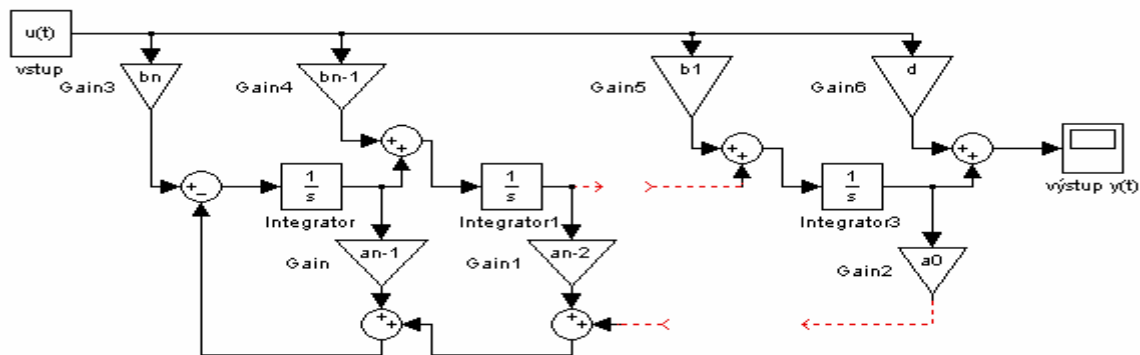 u(t)
vstup
bn
Gain3
bn-1
Gain4
b1
Gain5
d
Gain6
+
−
1
s
Integrator
+
+
1
s
Integrator1
+
+
1
s
Integrator3
+
+
výstup y(t)
an-1
Gain
an-2
Gain1
a0
Gain2
+
+
+
+